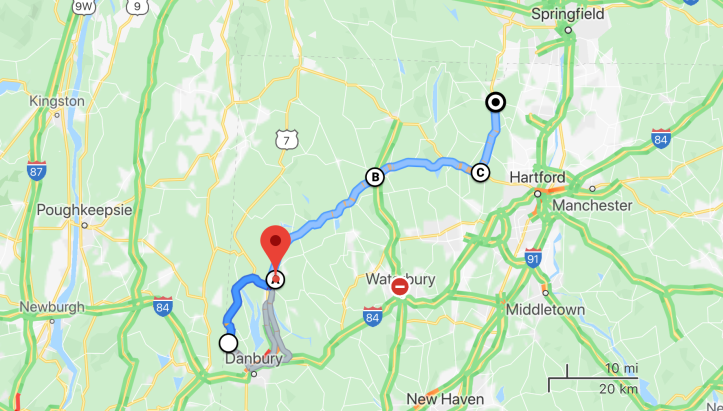 9W
9
Springfield
Kingston
7
84
87
B
C
Hartford
Manchester
Poughkeepsie
A
91
Waterbury
Newburgh
84
84
Middletown
Danbury
10 mi
20 km
New Haven